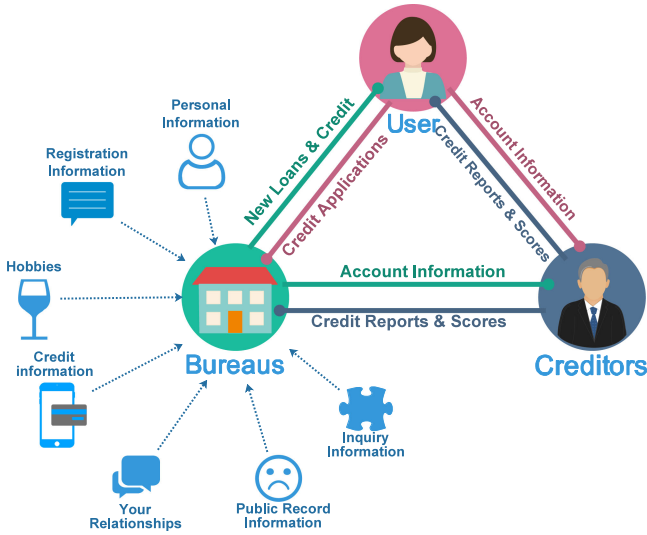 User
Personal
Information
New Loans & Credit
Credit Applications
Account Information
Credit Reports & Scores
Registration
Information
Hobbies
Account Information
Credit Reports & Scores
Bureaus
Creditors
Credit
information
Inquiry
Information
Your
Relationships
Public Record
Information